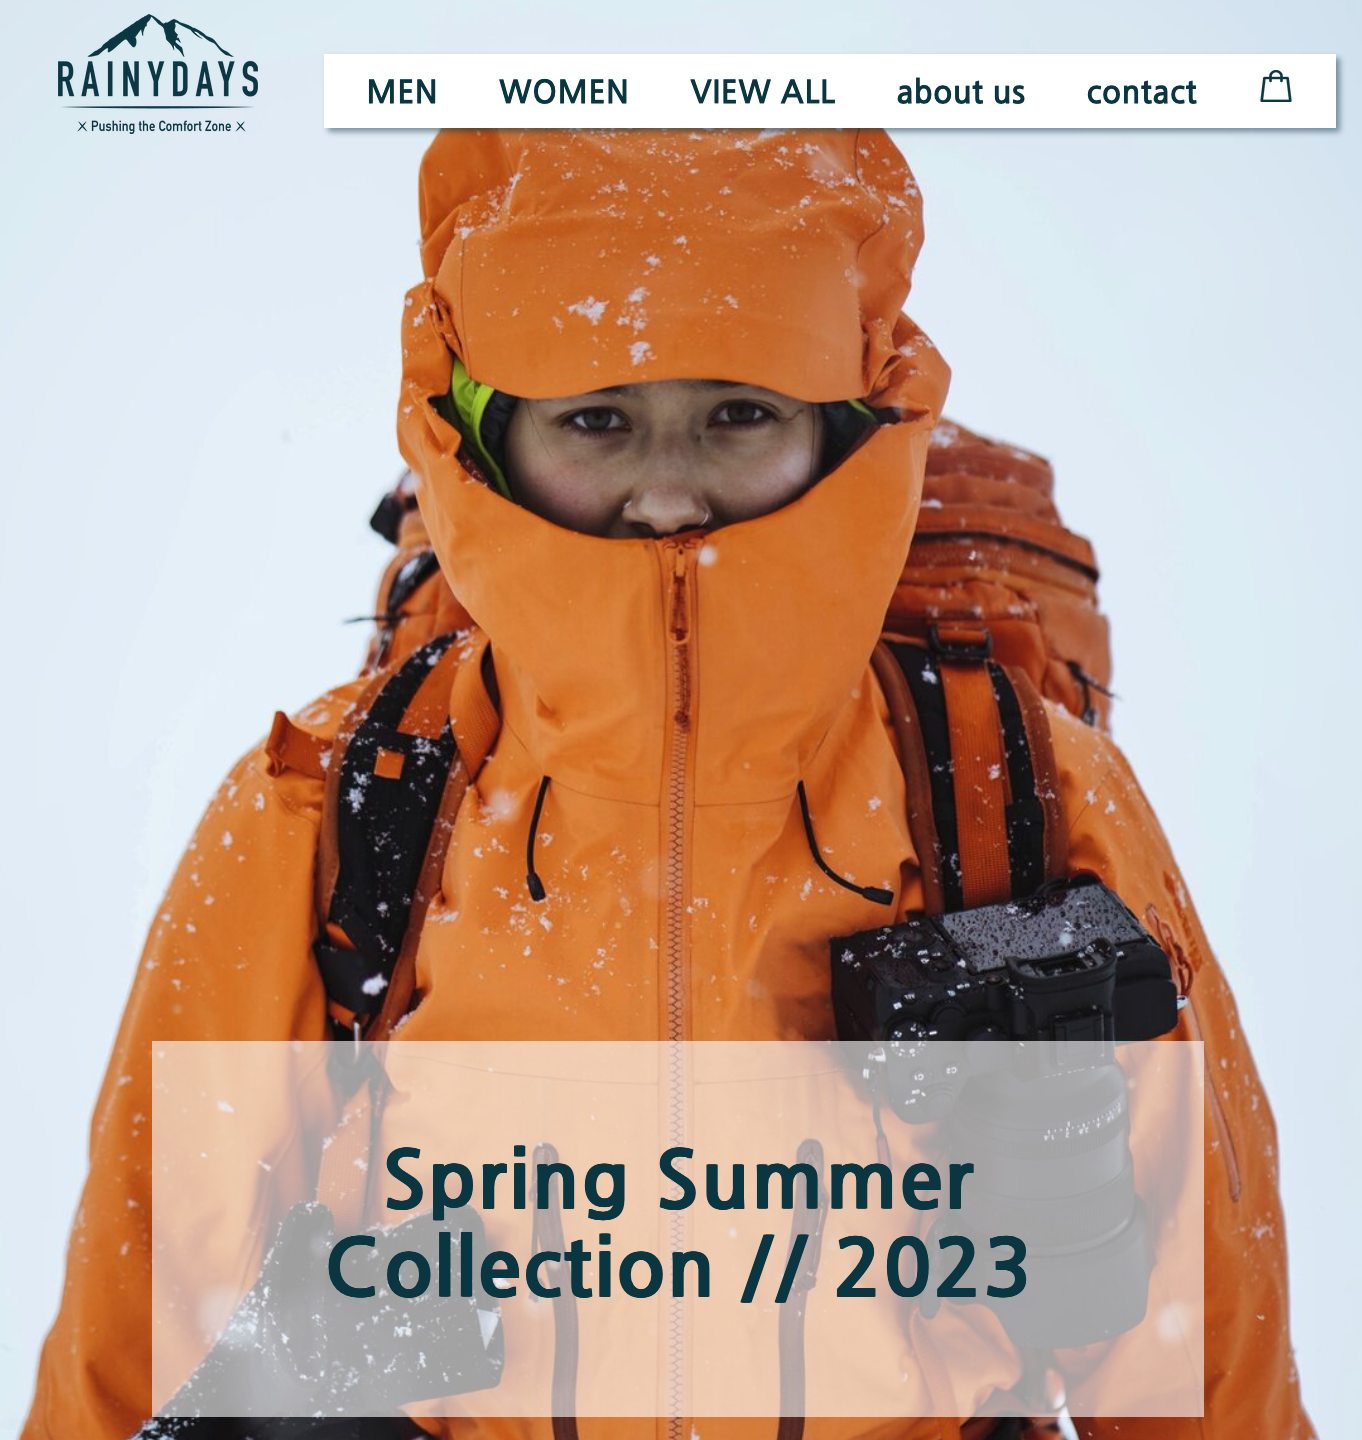 RAINYDAYS
Pushing the Comfort Zone
MEN WOMEN VIEW ALL about us contact
Spring Summer
Collection // 2023